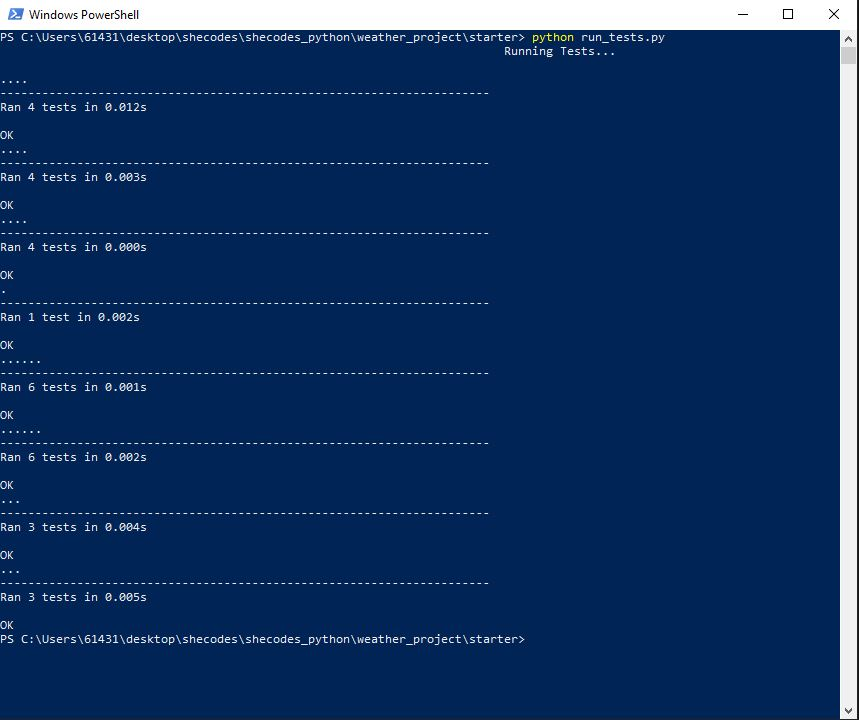 Windows PowerShell
PS C:\Users\61431\desktop\shecodes\shecodes_python\weather_project\starter> python run_tests.py
Running Tests...
....
----------------------------------------------------------------------
Ran 4 tests in 0.012s
OK
....
----------------------------------------------------------------------
Ran 4 tests in 0.003s
OK
....
----------------------------------------------------------------------
Ran 4 tests in 0.000s
OK
.
----------------------------------------------------------------------
Ran 1 test in 0.002s
OK
......
----------------------------------------------------------------------
Ran 6 tests in 0.001s
OK
......
----------------------------------------------------------------------
Ran 6 tests in 0.002s
OK
...
----------------------------------------------------------------------
Ran 3 tests in 0.004s
OK
...
----------------------------------------------------------------------
Ran 3 tests in 0.005s
OK
PS C:\Users\61431\desktop\shecodes\shecodes_python\weather_project\starter>